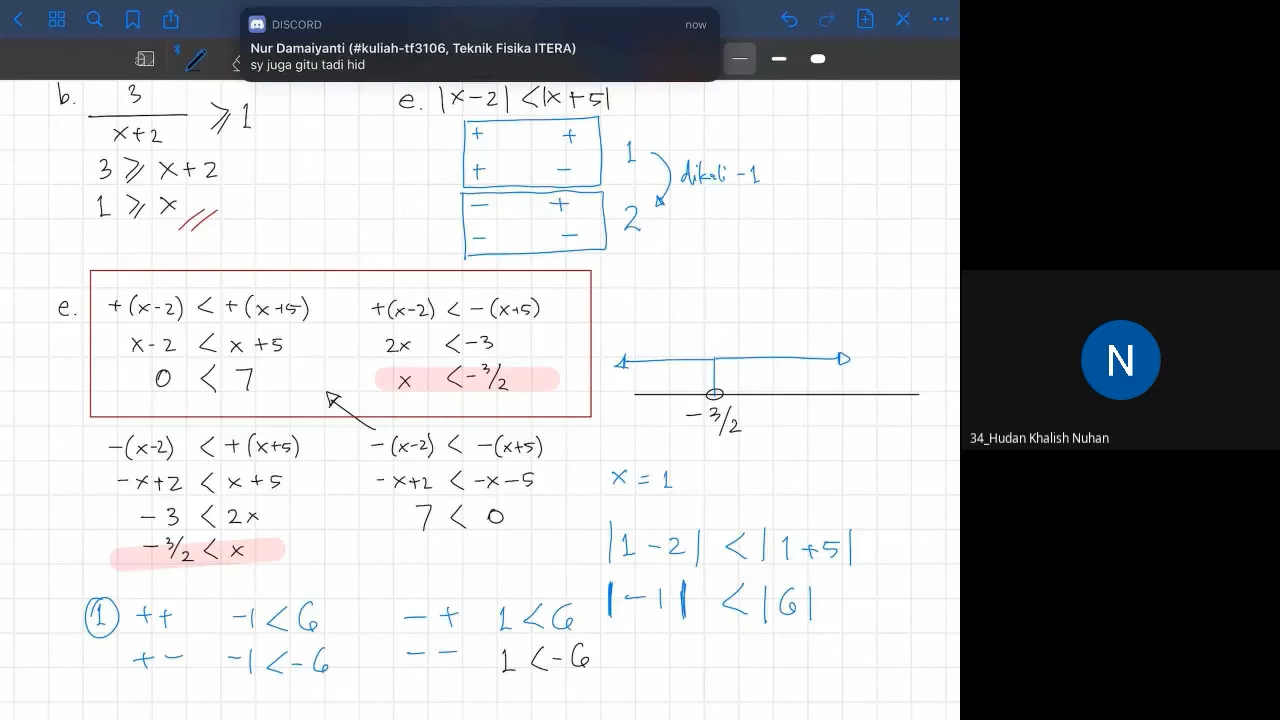 DISCORD
now
Nur Damaiyanti (#kuliah-tf3106, Teknik Fisika ITERA)
sy juga gitu tadi hid
b. 3/(x+2) ⩾ 1
3 ⩾ x+2
1 ⩾ x
e. |x-2| < |x+5|
+ +
+ -
1
- +
- -
2
dikali -1
e.
+(x-2) < +(x+5)
x-2 < x+5
0 < 7
+(x-2) < -(x+5)
2x < -3
x < -3/2
-(x-2) < +(x+5)
-x+2 < x+5
-3 < 2x
-3/2 < x
-(x-2) < -(x+5)
-x+2 < -x-5
7 < 0
-3/2
x = 1
|1-2| < |1+5|
|-1| < |6|
1 ++ -1 < 6
+- -1 < -6
-+ 1 < 6
-- 1 < -6
N
34_Hudan Khalish Nuhan